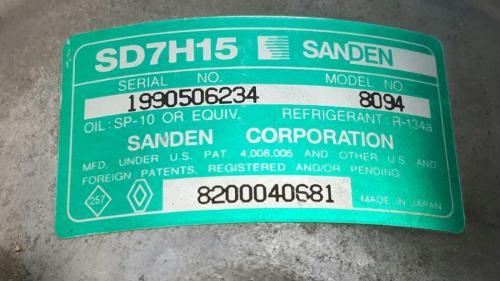 SD7H15 SANDEN
SERIAL NO. MODEL NO.
1990506234 8094
OIL: SP-10 OR EQUIV. REFRIGERANT: R-134a
SANDEN CORPORATION
MFD. UNDER U.S. PAT. 4,008,005 AND OTHER U.S. AND
FOREIGN PATENTS, REGISTERED AND/OR PENDING.
257 8200040681 MADE IN JAPAN